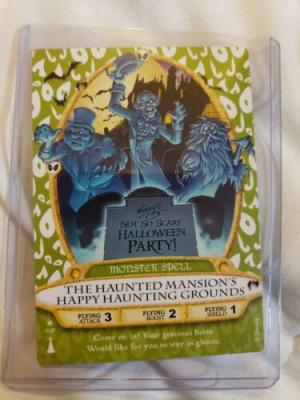 Mickey's
NOT SO SCARY
HALLOWEEN
PARTY!
MONSTER SPELL
THE HAUNTED MANSION'S
HAPPY HAUNTING GROUNDS
FLYING ATTACK 3
FLYING BOOST 2
FLYING SHIELD 1
Come on in! Your gracious hosts
Would like for you to stay as ghosts.
©Disney